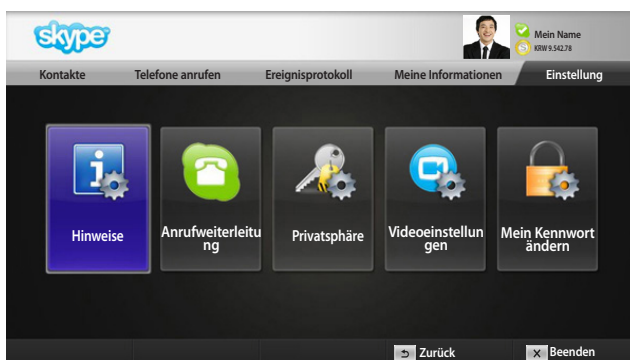 skype
Mein Name
KRW 9.542.78
Kontakte Telefone anrufen Ereignisprotokoll Meine Informationen Einstellung
Hinweise
Anrufweiterleitu
ng
Privatsphäre
Videoeinstellun
gen
Mein Kennwort
ändern
Zurück
X Beenden